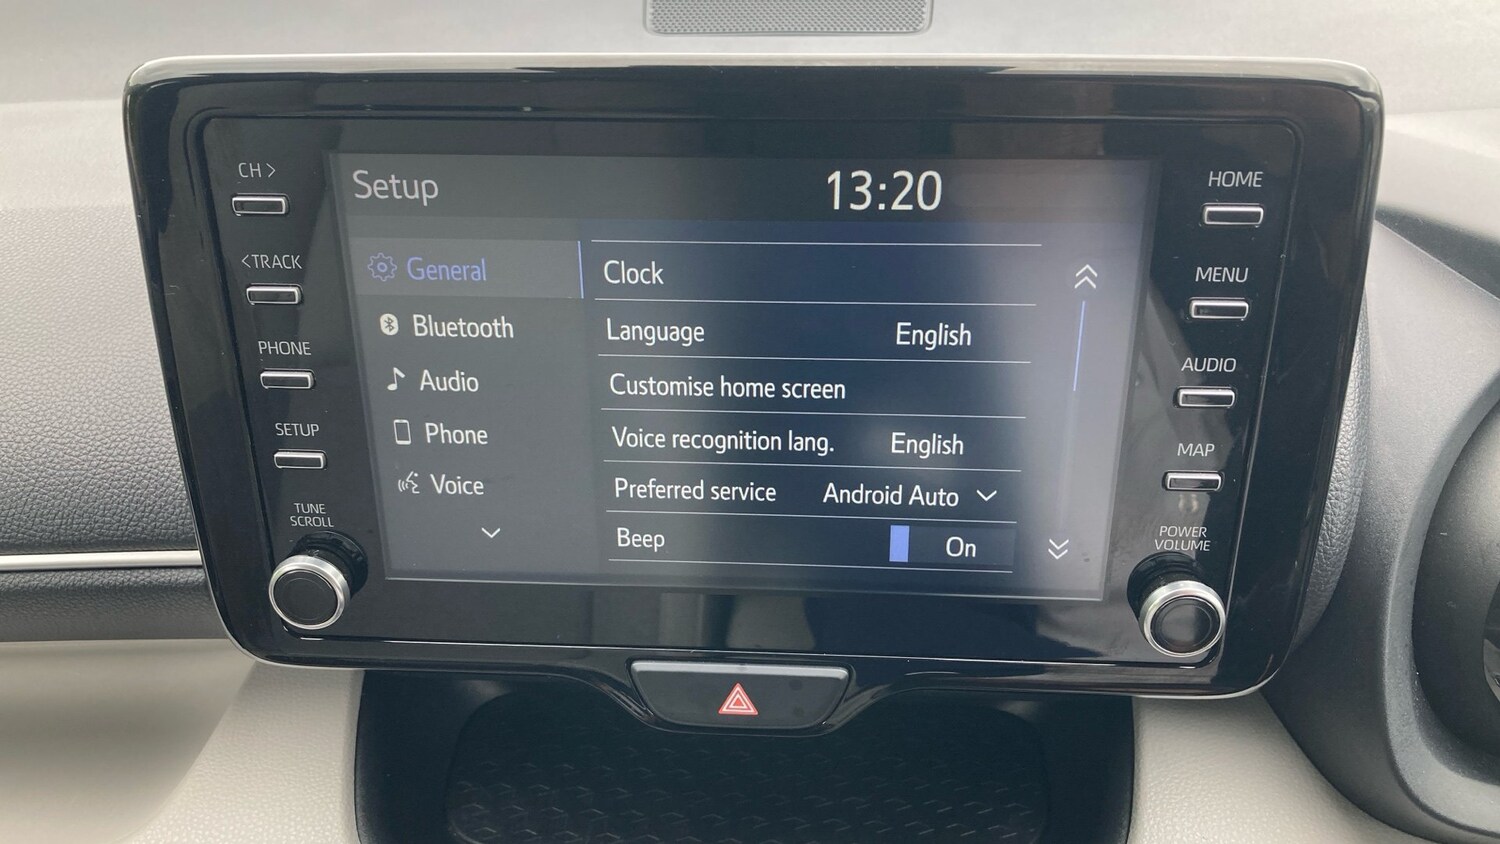 CH >
<TRACK
PHONE
SETUP
TUNE
SCROLL
Setup
13:20
General
Bluetooth
Audio
Phone
Voice
Clock
Language English
Customise home screen
Voice recognition lang. English
Preferred service Android Auto
Beep On
HOME
MENU
AUDIO
MAP
POWER
VOLUME